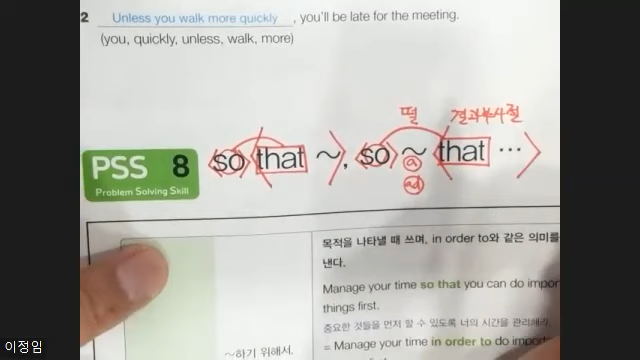 2 Unless you walk more quickly , you'll be late for the meeting.
(you, quickly, unless, walk, more)
떨 결과부사절
PSS 8 so that ~, so ~ that ···
Problem Solving Skill
a
ad
목적을 나타낼 때 쓰며, in order to와 같은 의미를
낸다.
Manage your time so that you can do impor
things first.
~하기 위해서. 중요한 것들을 먼저 할 수 있도록 너의 시간을 관리해라.
= Manage your time in order to do import
이정임